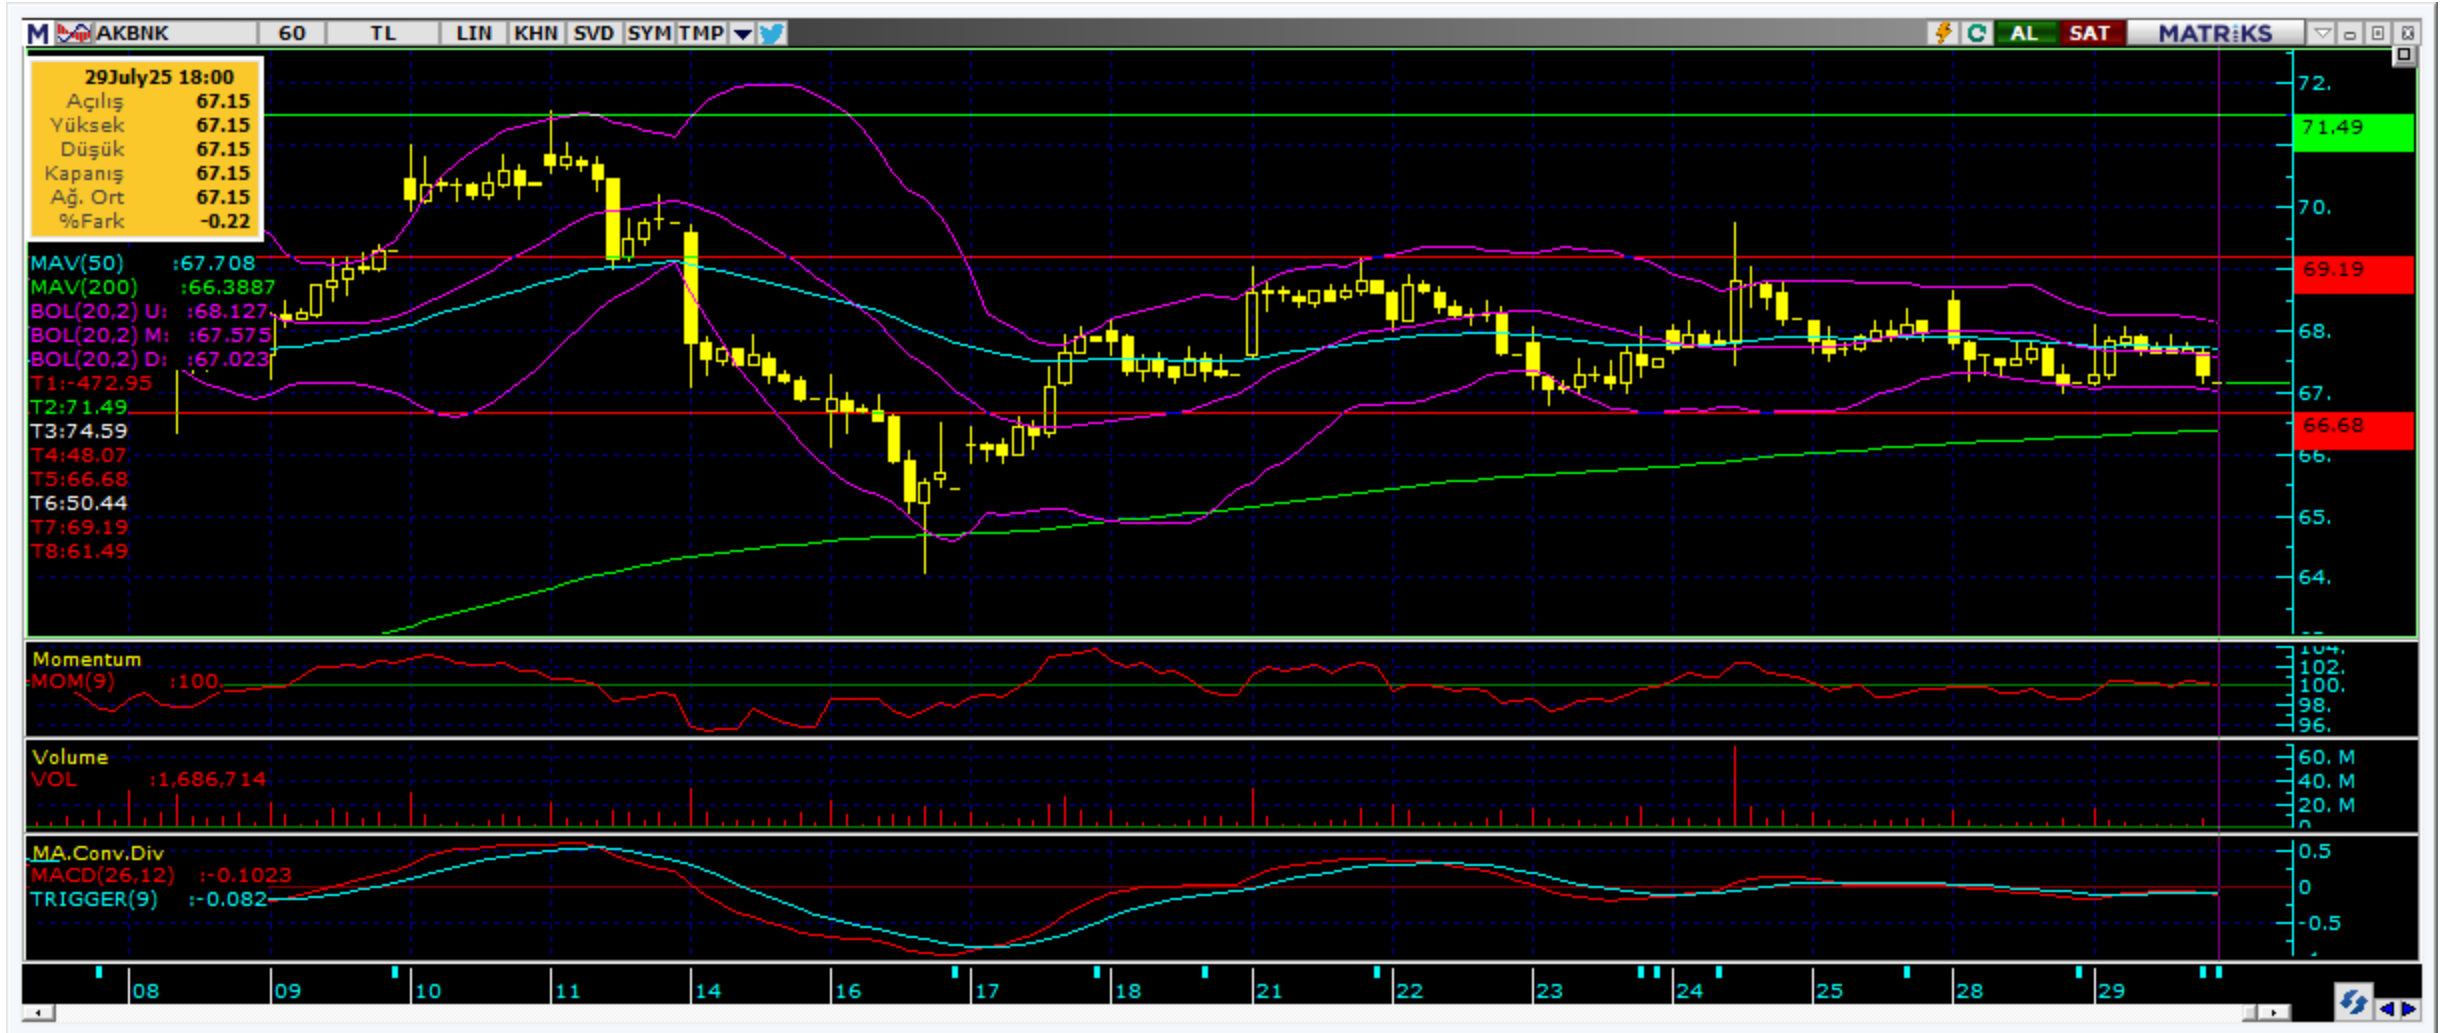 M AKBNK 60 TL LIN KHN SVD SYM TMP AL SAT MATRiKS
29July25 18:00
Açılış 67.15
Yüksek 67.15
Düşük 67.15
Kapanış 67.15
Ağ. Ort 67.15
%Fark -0.22
MAV(50) :67.708
MAV(200) :66.3887
BOL(20,2) U: :68.127
BOL(20,2) M: :67.575
BOL(20,2) D: :67.023
T1:-472.95
T2:71.49
T3:74.59
T4:48.07
T5:66.68
T6:50.44
T7:69.19
T8:61.49
72.
71.49
70.
69.19
68.
67.
66.68
66.
65.
64.
Momentum
MOM(9) :100.
104.
102.
100.
98.
96.
Volume
VOL :1,686,714
60. M
40. M
20. M
0
MA.Conv.Div
MACD(26,12) :-0.1023
TRIGGER(9) :-0.082
0.5
0
-0.5
08 09 10 11 14 16 17 18 21 22 23 24 25 28 29